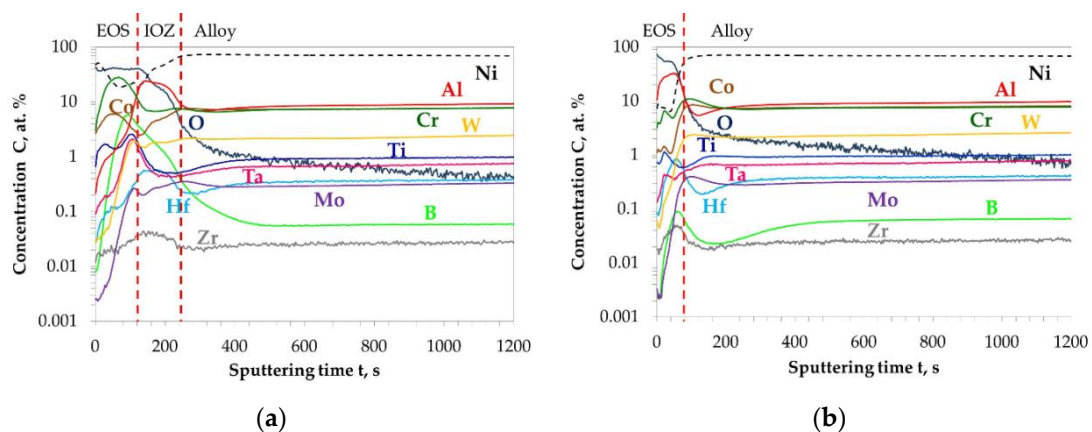 (a)
EOS IOZ Alloy
Concentration C, at. %
100
10
1
0.1
0.01
0.001
Ni
Al
Co
O
Cr
W
Ti
Ta
Hf
Mo
B
Zr
0 200 400 600 800 1000 1200
Sputtering time t, s
(a)
(b)
EOS Alloy
Concentration C, at. %
100
10
1
0.1
0.01
0.001
Ni
Co
Al
O
Cr
W
Ti
Ta
Hf
Mo
B
Zr
0 200 400 600 800 1000 1200
Sputtering time t, s
(b)